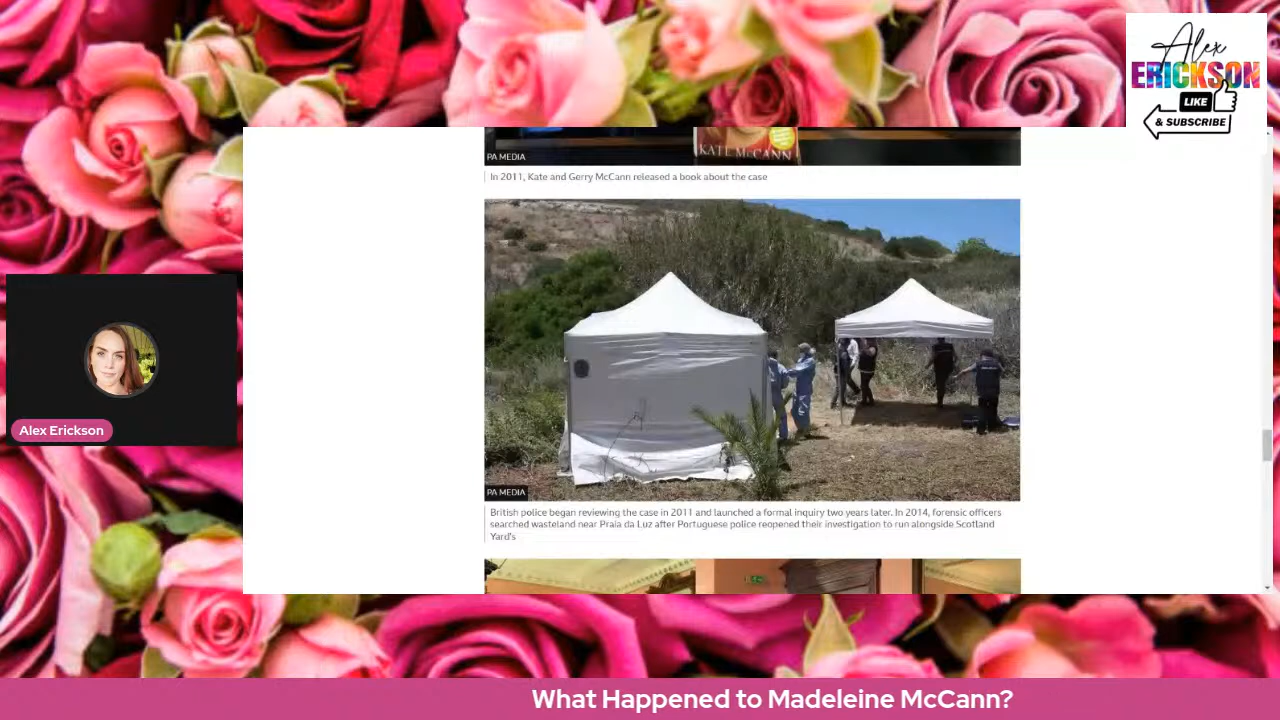 Alex
ERICKSON
LIKE
& SUBSCRIBE
KATE McCANN
PA MEDIA
In 2011, Kate and Gerry McCann released a book about the case
PA MEDIA
British police began reviewing the case in 2011 and launched a formal inquiry two years later. In 2014, forensic officers
searched wasteland near Praia da Luz after Portuguese police reopened their investigation to run alongside Scotland
Yard's
Alex Erickson
What Happened to Madeleine McCann?